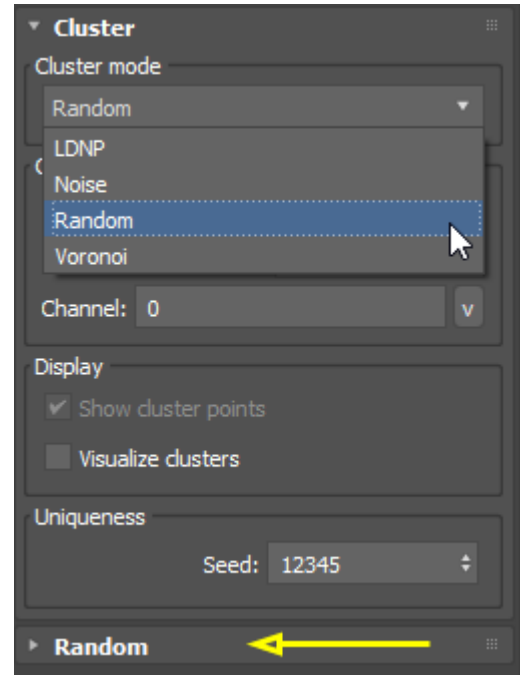 Cluster
Cluster mode
Random
LDNP
Noise
Random
Voronoi
Channel: 0 v
Display
Show cluster points
Visualize clusters
Uniqueness
Seed: 12345
Random